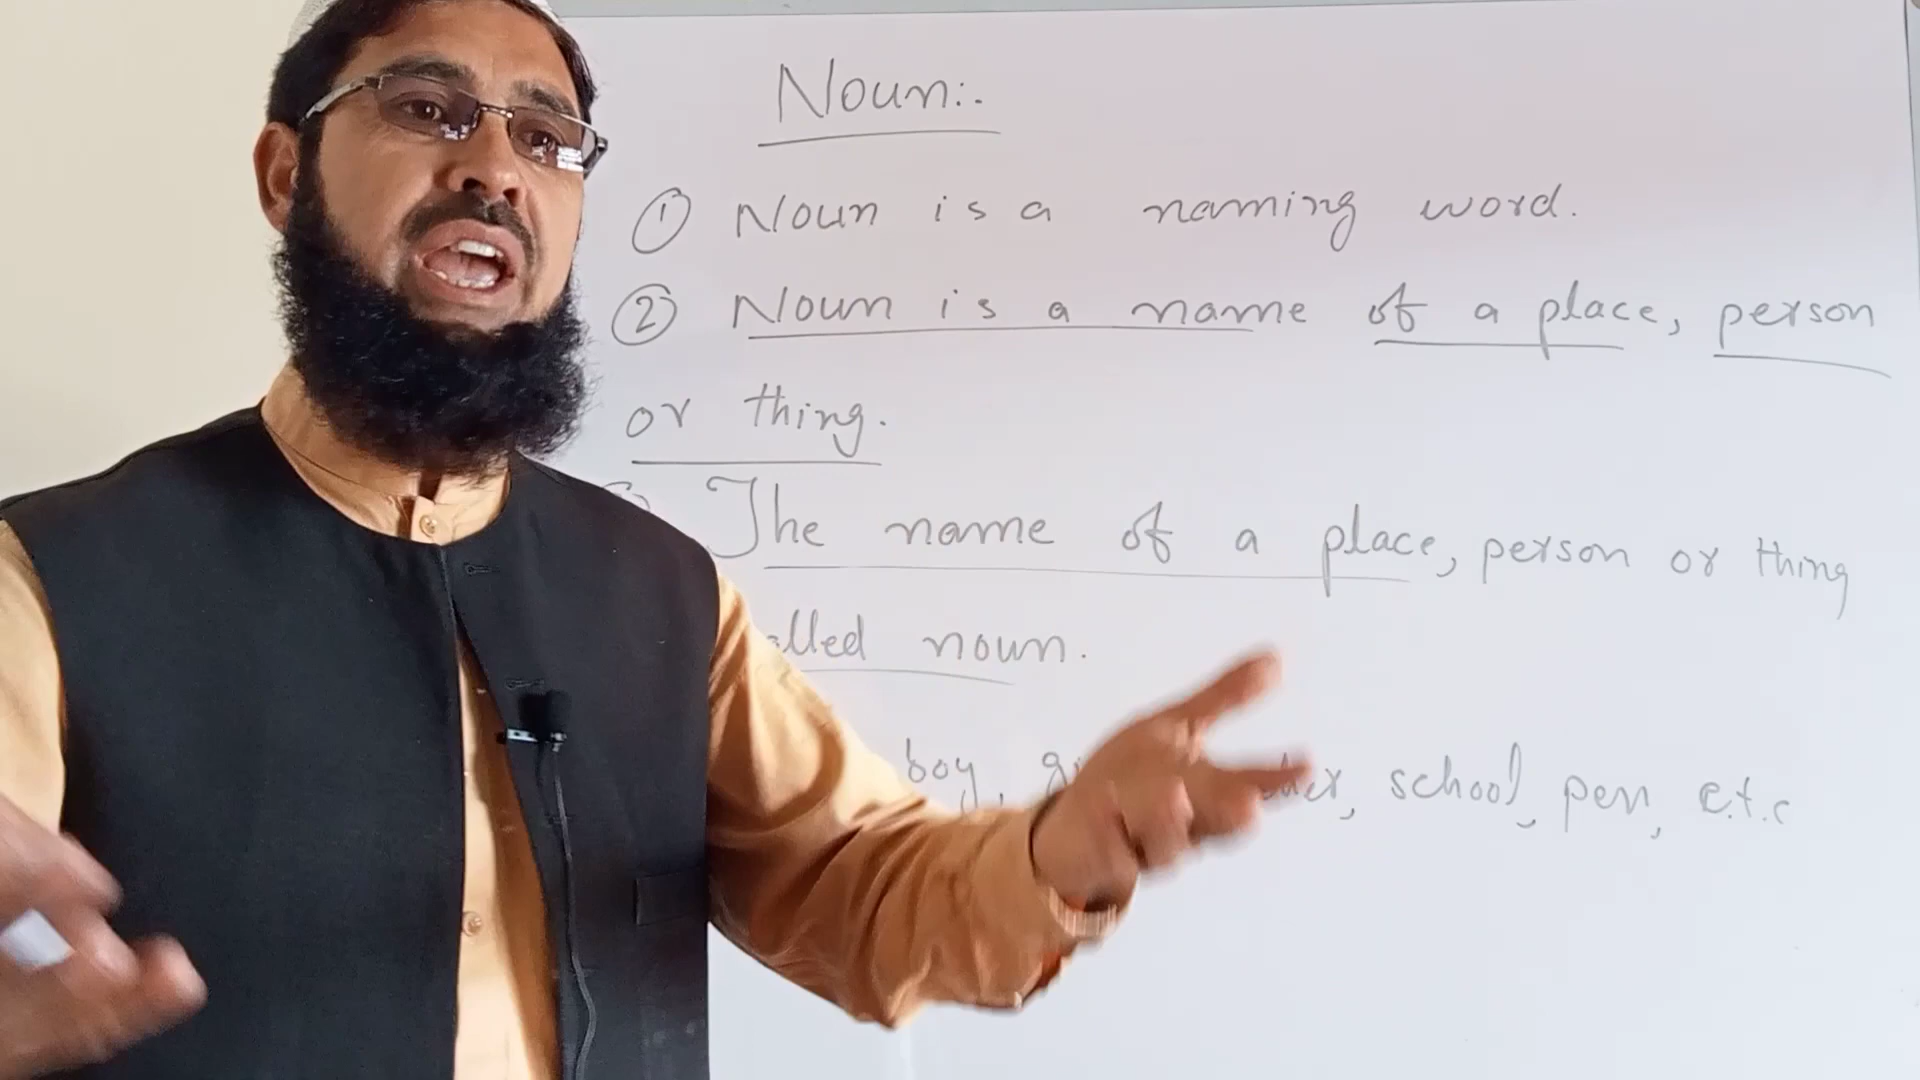 Noun:-
① Noun is a naming word.
② Noun is a name of a place, person
or thing.
The name of a place, person or thing
noun.
boy, school, pen, e.t.c